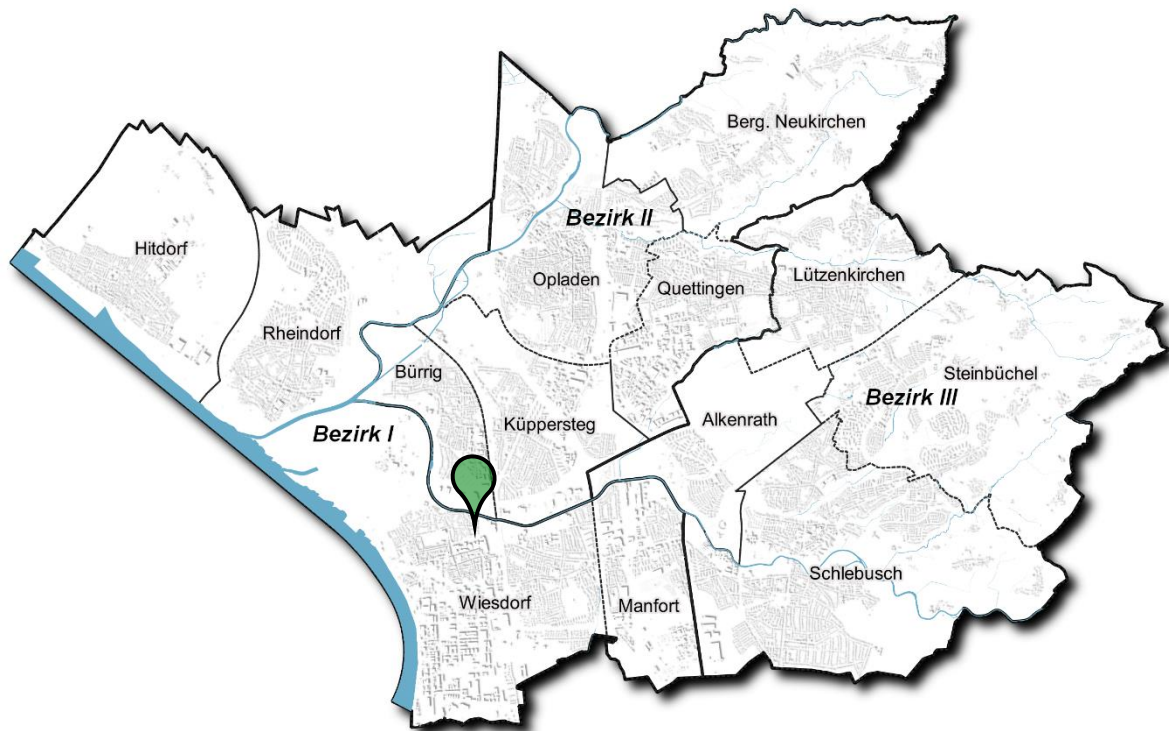 Berg. Neukirchen
Bezirk II
Hitdorf
Lützenkirchen
Opladen
Quettingen
Rheindorf
Bürrig
Steinbüchel
Bezirk III
Küppersteg
Alkenrath
Bezirk I
Schlebusch
Wiesdorf
Manfort